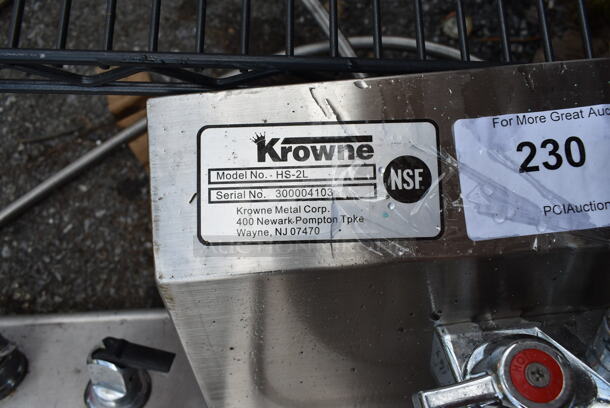 Krowne
Model No. - HS-2L
Serial No. 300004103
NSF
Krowne Metal Corp.
400 Newark-Pompton Tpke
Wayne, NJ 07470
For More Great Auc
230
PCIAuction
HOT